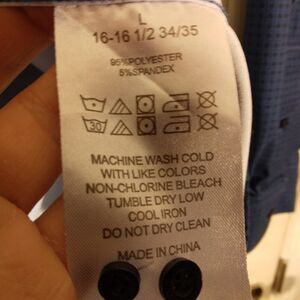 L
16-16 1/2 34/35
95%POLYESTER
5%SPANDEX
30
MACHINE WASH COLD
WITH LIKE COLORS
NON-CHLORINE BLEACH
TUMBLE DRY LOW
COOL IRON
DO NOT DRY CLEAN
MADE IN CHINA